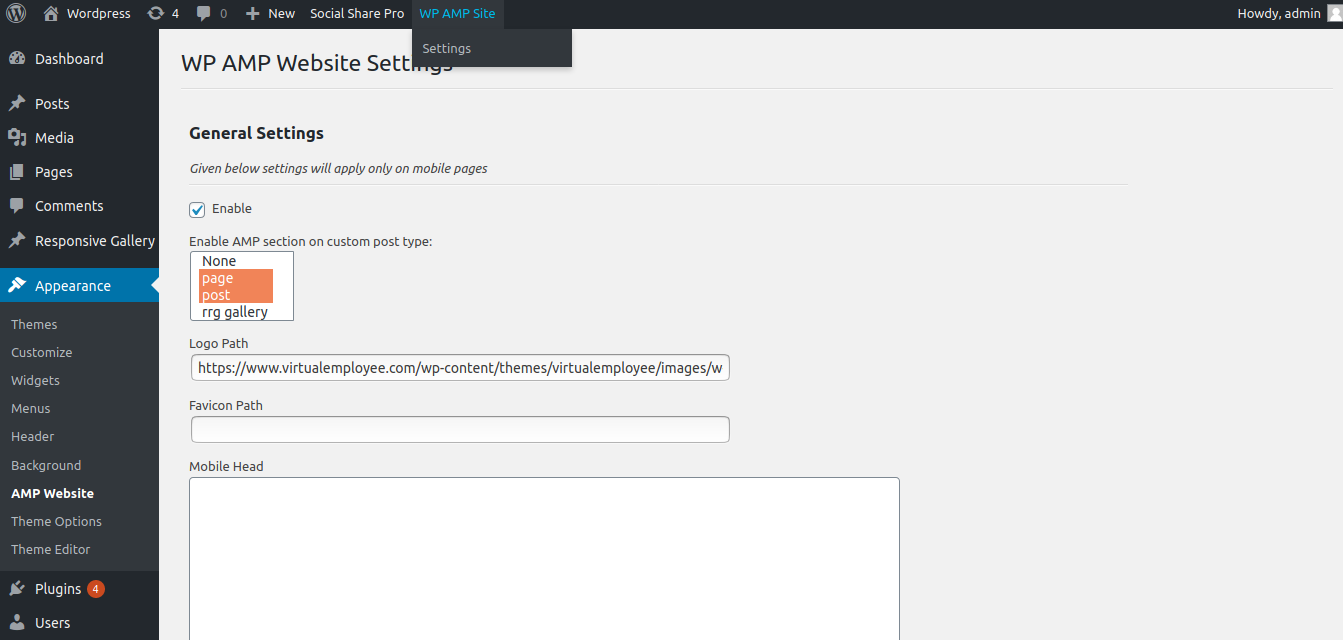 Wordpress 4 0 New Social Share Pro WP AMP Site Howdy, admin
Settings
Dashboard
Posts
Media
Pages
Comments
Responsive Gallery
Appearance
Themes
Customize
Widgets
Menus
Header
Background
AMP Website
Theme Options
Theme Editor
Plugins 4
Users
WP AMP Website Settings
General Settings
Given below settings will apply only on mobile pages
Enable
Enable AMP section on custom post type:
None
page
post
rrg gallery
Logo Path
https://www.virtualemployee.com/wp-content/themes/virtualemployee/images/w
Favicon Path
Mobile Head